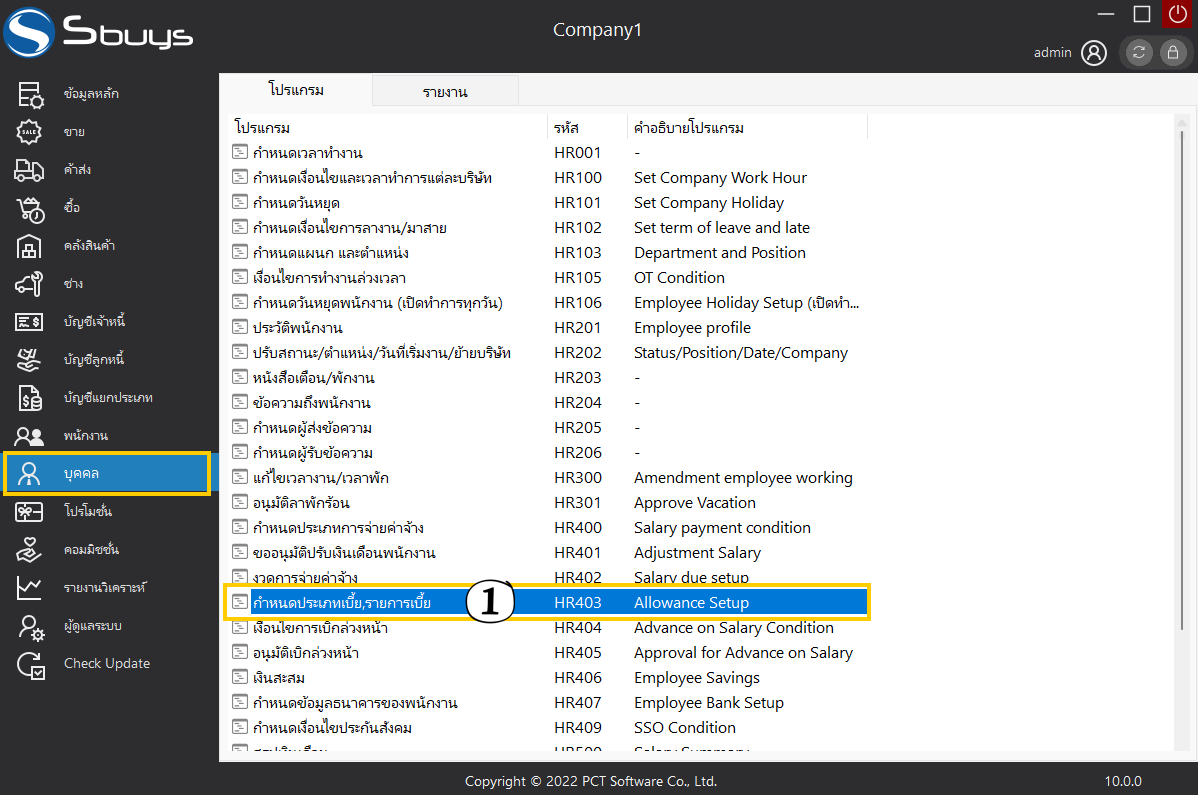 Sbuys
Company1
admin
ข้อมูลหลัก
ขาย
ค้าส่ง
ซื้อ
คลังสินค้า
ช่าง
บัญชีเจ้าหนี้
บัญชีลูกหนี้
บัญชีแยกประเภท
พนักงาน
บุคคล
โปรโมชั่น
คอมมิชชั่น
รายงานวิเคราะห์
ผู้ดูแลระบบ
Check Update
โปรแกรม รายงาน
โปรแกรม รหัส คำอธิบายโปรแกรม
กำหนดเวลาทำงาน HR001 -
กำหนดเงื่อนไขและเวลาทำการแต่ละบริษัท HR100 Set Company Work Hour
กำหนดวันหยุด HR101 Set Company Holiday
กำหนดเงื่อนไขการลางาน/มาสาย HR102 Set term of leave and late
กำหนดแผนก และตำแหน่ง HR103 Department and Position
เงื่อนไขการทำงานล่วงเวลา HR105 OT Condition
กำหนดวันหยุดพนักงาน (เปิดทำการทุกวัน) HR106 Employee Holiday Setup (เปิดทำ...
ประวัติพนักงาน HR201 Employee profile
ปรับสถานะ/ตำแหน่ง/วันที่เริ่มงาน/ย้ายบริษัท HR202 Status/Position/Date/Company
หนังสือเตือน/พักงาน HR203 -
ข้อความถึงพนักงาน HR204 -
กำหนดผู้ส่งข้อความ HR205 -
กำหนดผู้รับข้อความ HR206 -
แก้ไขเวลางาน/เวลาพัก HR300 Amendment employee working
อนุมัติลาพักร้อน HR301 Approve Vacation
กำหนดประเภทการจ่ายค่าจ้าง HR400 Salary payment condition
ขออนุมัติปรับเงินเดือนพนักงาน HR401 Adjustment Salary
งวดการจ่ายค่าจ้าง HR402 Salary due setup
กำหนดประเภทเบี้ย,รายการเบี้ย 1 HR403 Allowance Setup
เงื่อนไขการเบิกล่วงหน้า HR404 Advance on Salary Condition
อนุมัติเบิกล่วงหน้า HR405 Approval for Advance on Salary
เงินสะสม HR406 Employee Savings
กำหนดข้อมูลธนาคารของพนักงาน HR407 Employee Bank Setup
กำหนดเงื่อนไขประกันสังคม HR409 SSO Condition
HR500 Salary Summary
Copyright © 2022 PCT Software Co., Ltd.
10.0.0